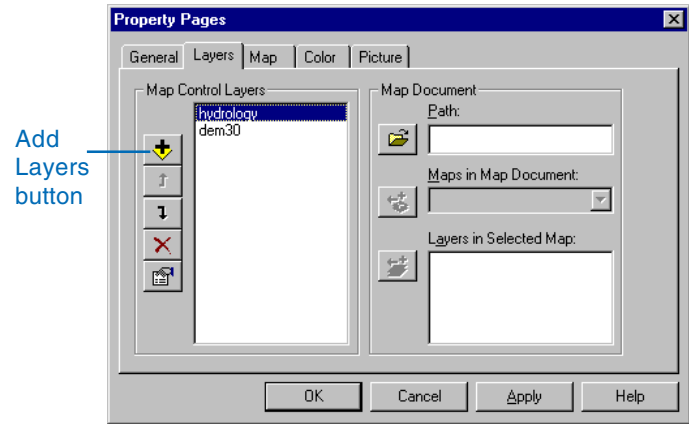 Property Pages
General Layers Map Color Picture
Map Control Layers
hydrology
dem30
Map Document
Path:
Maps in Map Document:
Layers in Selected Map:
Add
Layers
button
OK Cancel Apply Help